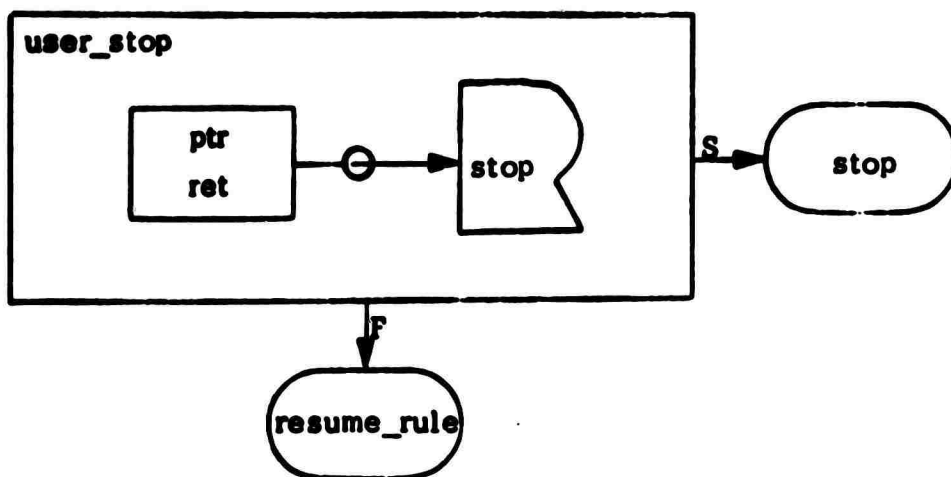 user_stop
ptr
ret
stop
S
stop
F
resume_rule